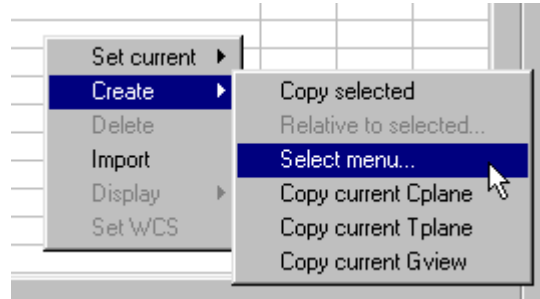 Set current
Create
Delete
Import
Display
Set WCS
Copy selected
Relative to selected...
Select menu...
Copy current Cplane
Copy current Tplane
Copy current Gview